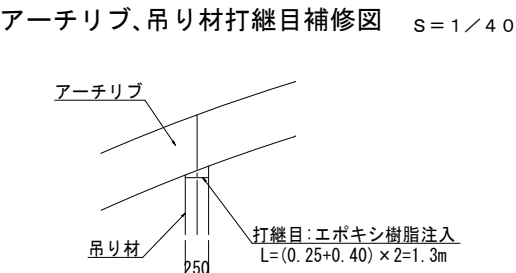 アーチリブ、吊り材打継目補修図 S=1/40
アーチリブ
打継目:エポキシ樹脂注入
吊り材
L=(0.25+0.40)×2=1.3m
250